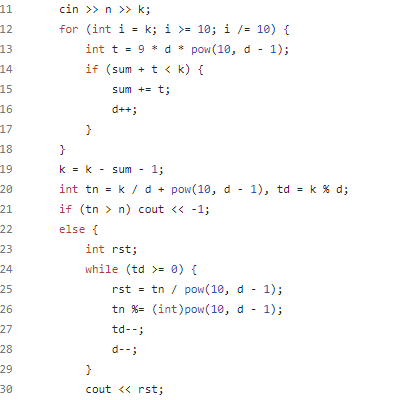 11 cin >> n >> k;
12 for (int i = k; i >= 10; i /= 10) {
13 int t = 9 * d * pow(10, d - 1);
14 if (sum + t < k) {
15 sum += t;
16 d++;
17 }
18 }
19 k = k - sum - 1;
20 int tn = k / d + pow(10, d - 1), td = k % d;
21 if (tn > n) cout << -1;
22 else {
23 int rst;
24 while (td >= 0) {
25 rst = tn / pow(10, d - 1);
26 tn %= (int)pow(10, d - 1);
27 td--;
28 d--;
29 }
30 cout << rst;